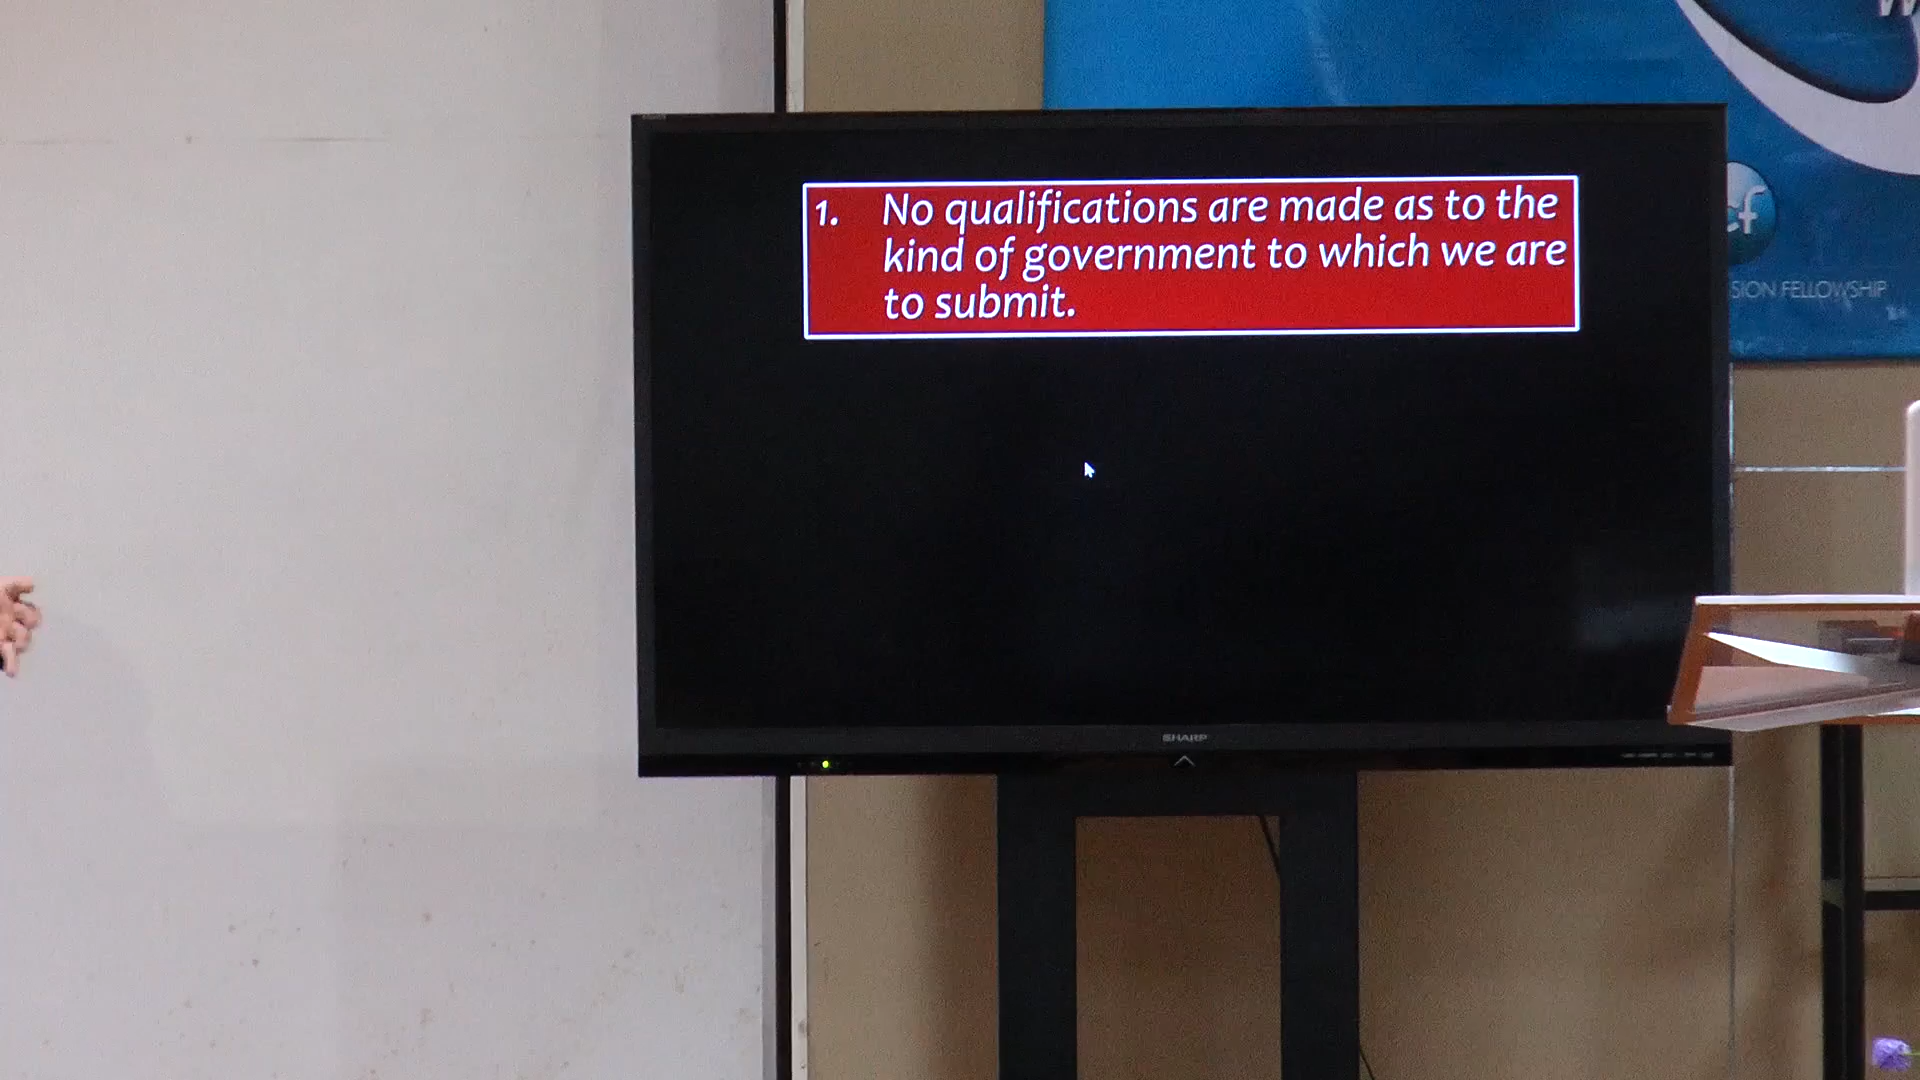 1. No qualifications are made as to the
kind of government to which we are
to submit.
cf
SION FELLOWSHIP
SHARP